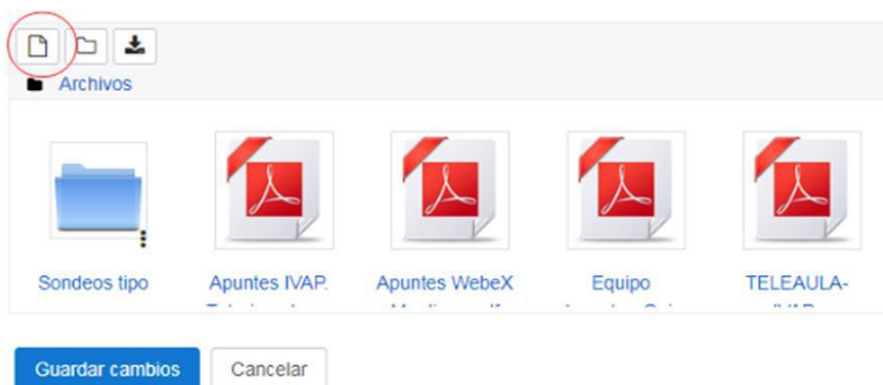 Archivos
Sondeos tipo
Apuntes IVAP.
Apuntes WebeX
Equipo
TELEAULA-
Guardar cambios
Cancelar